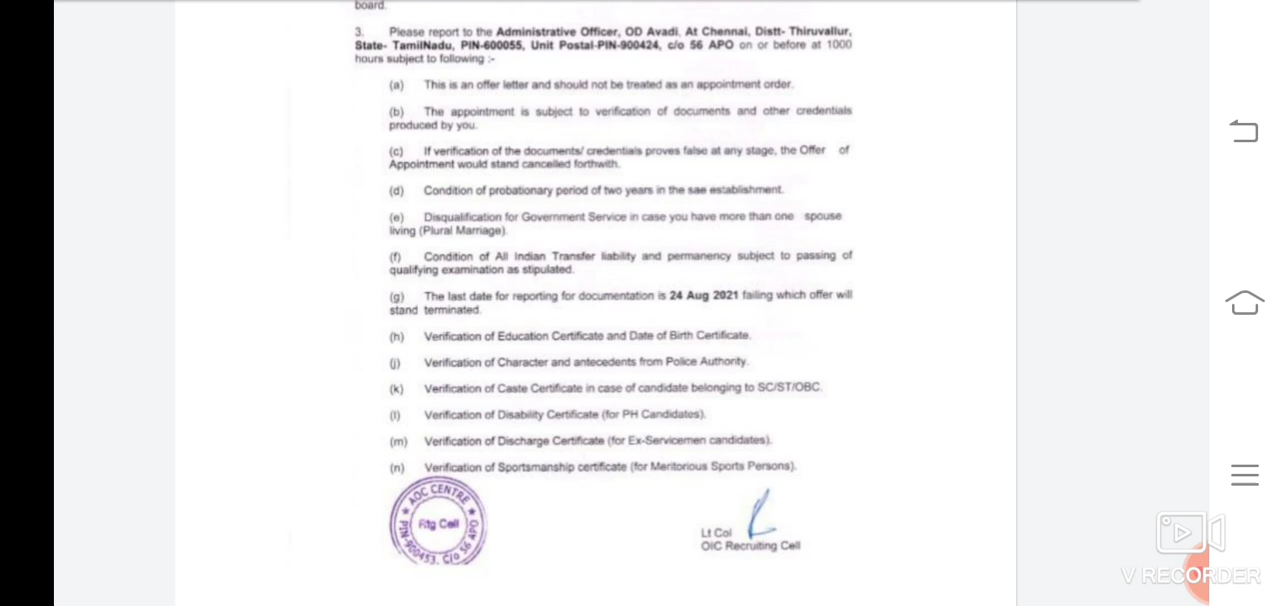 board.
3. Please report to the Administrative Officer, OD Avadi, At Chennai, Distt- Thiruvallur,
State- TamilNadu, PIN-600055, Unit Postal-PIN-900424, c/o 56 APO on or before at 1000
hours subject to following :-
(a) This is an offer letter and should not be treated as an appointment order.
(b) The appointment is subject to verification of documents and other credentials
produced by you.
(c) If verification of the documents/ credentials proves false at any stage, the Offer of
Appointment would stand cancelled forthwith.
(d) Condition of probationary period of two years in the sae establishment.
(e) Disqualification for Government Service in case you have more than one spouse
living (Plural Marriage).
(f) Condition of All Indian Transfer liability and permanency subject to passing of
qualifying examination as stipulated.
(g) The last date for reporting for documentation is 24 Aug 2021 failing which offer will
stand terminated.
(h) Verification of Education Certificate and Date of Birth Certificate.
(j) Verification of Character and antecedents from Police Authority.
(k) Verification of Caste Certificate in case of candidate belonging to SC/ST/OBC.
(l) Verification of Disability Certificate (for PH Candidates).
(m) Verification of Discharge Certificate (for Ex-Servicemen candidates).
(n) Verification of Sportsmanship certificate (for Meritorious Sports Persons).
AOC CENTRE
Rtg Cell
PIN-900453, C/o 56 APO
Lt Col
OIC Recruiting Cell
V RECORDER